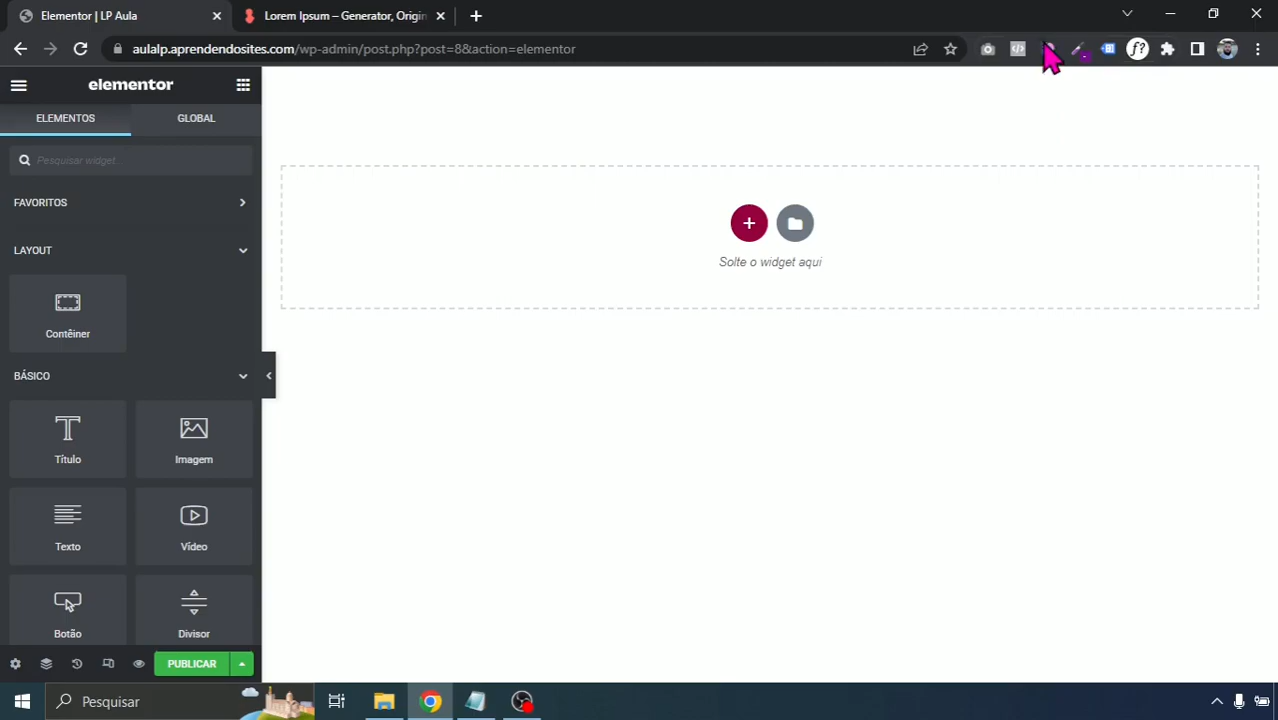 Elementor | LP Aula
Lorem Ipsum – Generator, Origin
aulalp.aprendendosites.com/wp-admin/post.php?post=8&action=elementor
f?
elementor
ELEMENTOS
GLOBAL
Pesquisar widget...
FAVORITOS
LAYOUT
Contêiner
BÁSICO
Título
Imagem
Texto
Vídeo
Botão
Divisor
Solte o widget aqui
PUBLICAR
Pesquisar